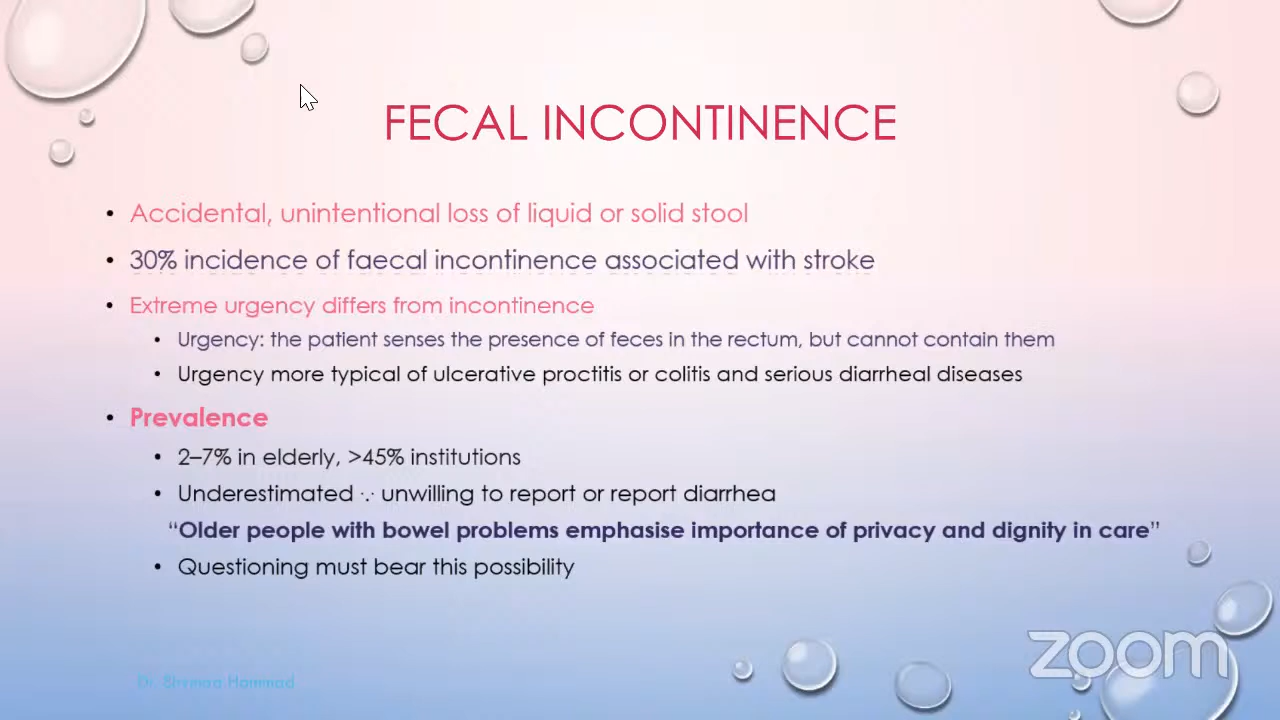 FECAL INCONTINENCE
• Accidental, unintentional loss of liquid or solid stool
• 30% incidence of faecal incontinence associated with stroke
• Extreme urgency differs from incontinence
• Urgency: the patient senses the presence of feces in the rectum, but cannot contain them
• Urgency more typical of ulcerative proctitis or colitis and serious diarrheal diseases
• Prevalence
• 2–7% in elderly, >45% institutions
• Underestimated ∵ unwilling to report or report diarrhea
“Older people with bowel problems emphasise importance of privacy and dignity in care”
• Questioning must bear this possibility
Dr. Shymaa Hammad
zoom